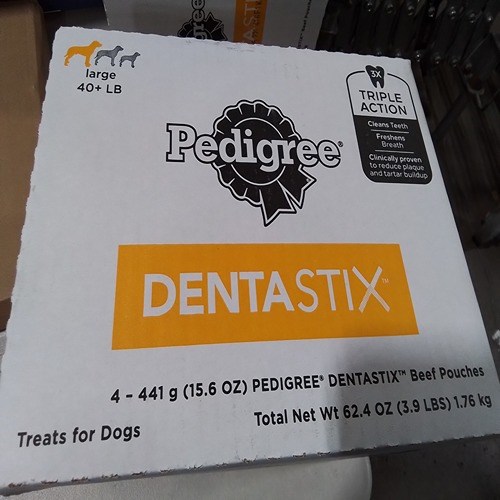 large
40+ LB
3X
TRIPLE
ACTION
Cleans Teeth
Freshens
Breath
Clinically proven
to reduce plaque
and tartar buildup
Pedigree®
DENTASTIX™
4 – 441 g (15.6 OZ) PEDIGREE® DENTASTIX™ Beef Pouches
Total Net Wt 62.4 OZ (3.9 LBS) 1.76 kg
Treats for Dogs